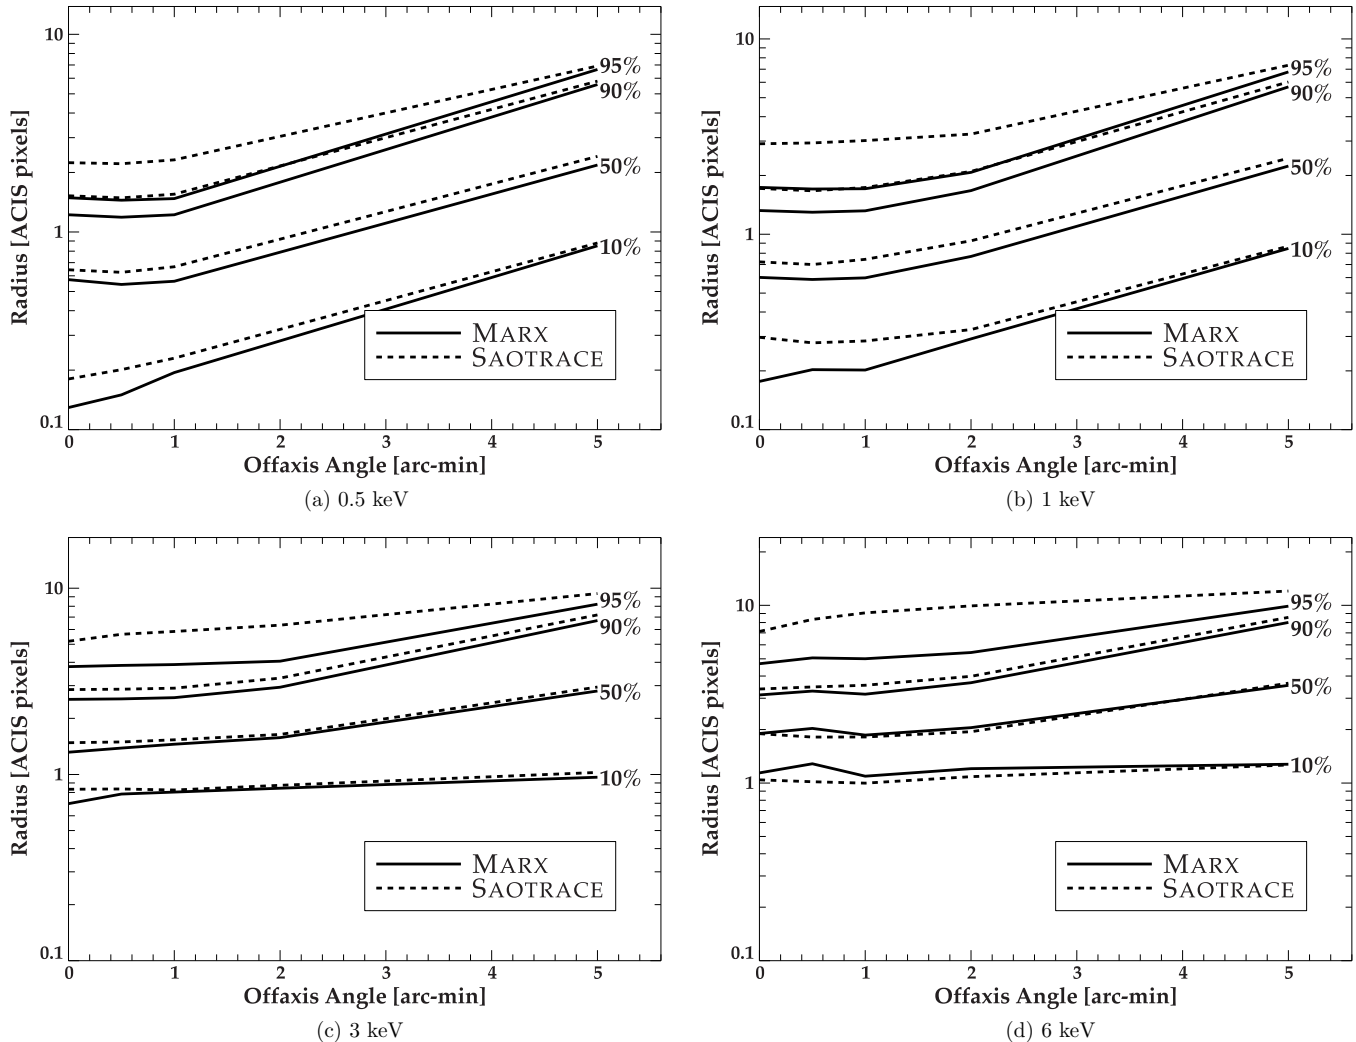 10
1
0.1
Radius [ACIS pixels]
95%
90%
50%
10%
MARX
SAOTRACE
0 1 2 3 4 5
Offaxis Angle [arc-min]
(a) 0.5 keV
10
1
0.1
Radius [ACIS pixels]
95%
90%
50%
10%
MARX
SAOTRACE
0 1 2 3 4 5
Offaxis Angle [arc-min]
(b) 1 keV
10
1
0.1
Radius [ACIS pixels]
95%
90%
50%
10%
MARX
SAOTRACE
0 1 2 3 4 5
Offaxis Angle [arc-min]
(c) 3 keV
10
1
0.1
Radius [ACIS pixels]
95%
90%
50%
10%
MARX
SAOTRACE
0 1 2 3 4 5
Offaxis Angle [arc-min]
(d) 6 keV